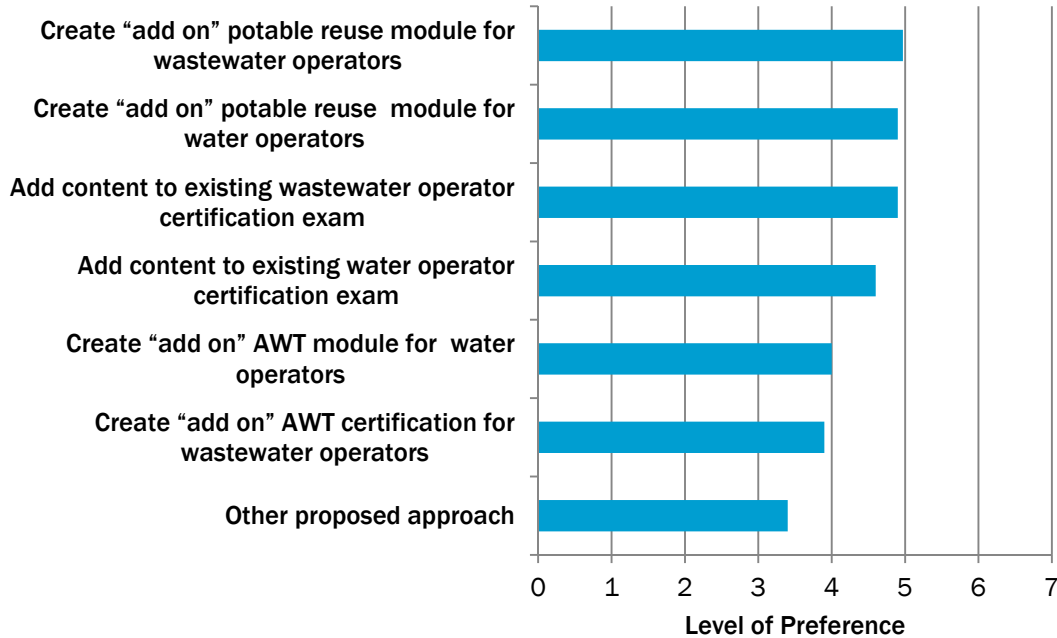 Create “add on” potable reuse module for
wastewater operators
Create “add on” potable reuse  module for
water operators
Add content to existing wastewater operator
certification exam
Add content to existing water operator
certification exam
Create “add on” AWT module for  water
operators
Create “add on” AWT certification for
wastewater operators
Other proposed approach
0 1 2 3 4 5 6 7
Level of Preference